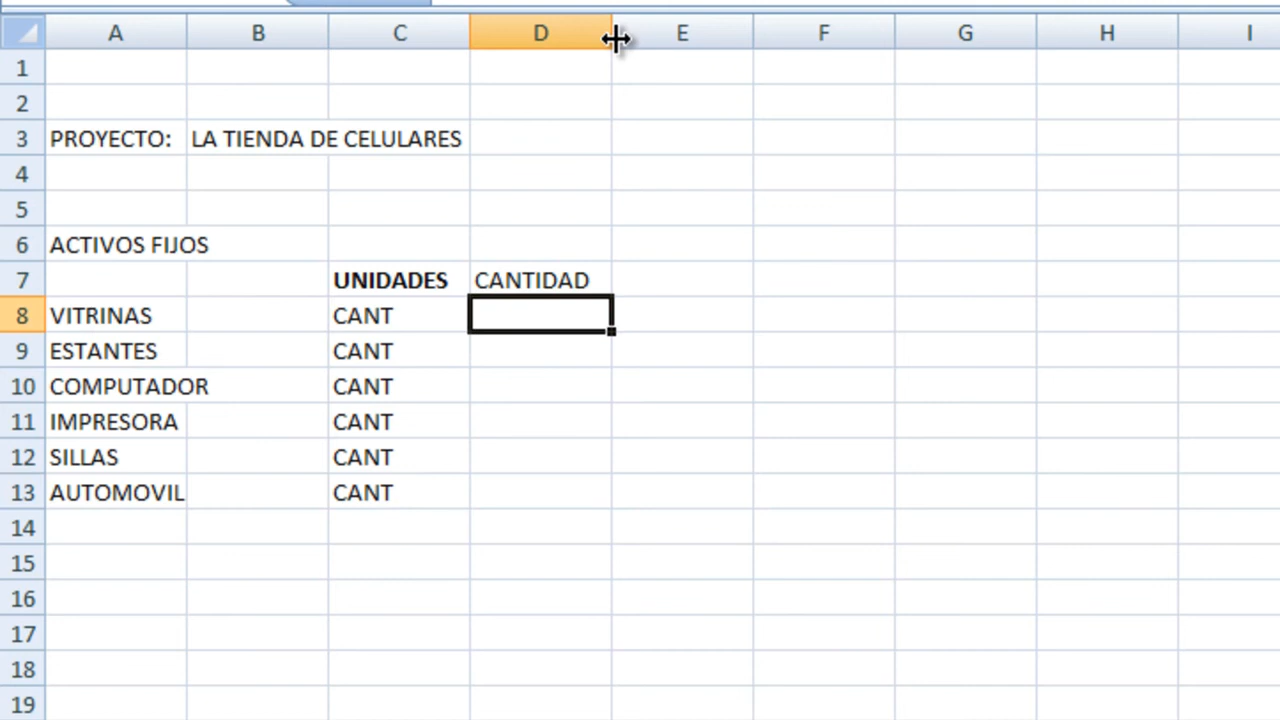 A B C D E F G H I
1
2
3 PROYECTO: LA TIENDA DE CELULARES
4
5
6 ACTIVOS FIJOS
7 UNIDADES CANTIDAD
8 VITRINAS CANT
9 ESTANTES CANT
10 COMPUTADOR CANT
11 IMPRESORA CANT
12 SILLAS CANT
13 AUTOMOVIL CANT
14
15
16
17
18
19